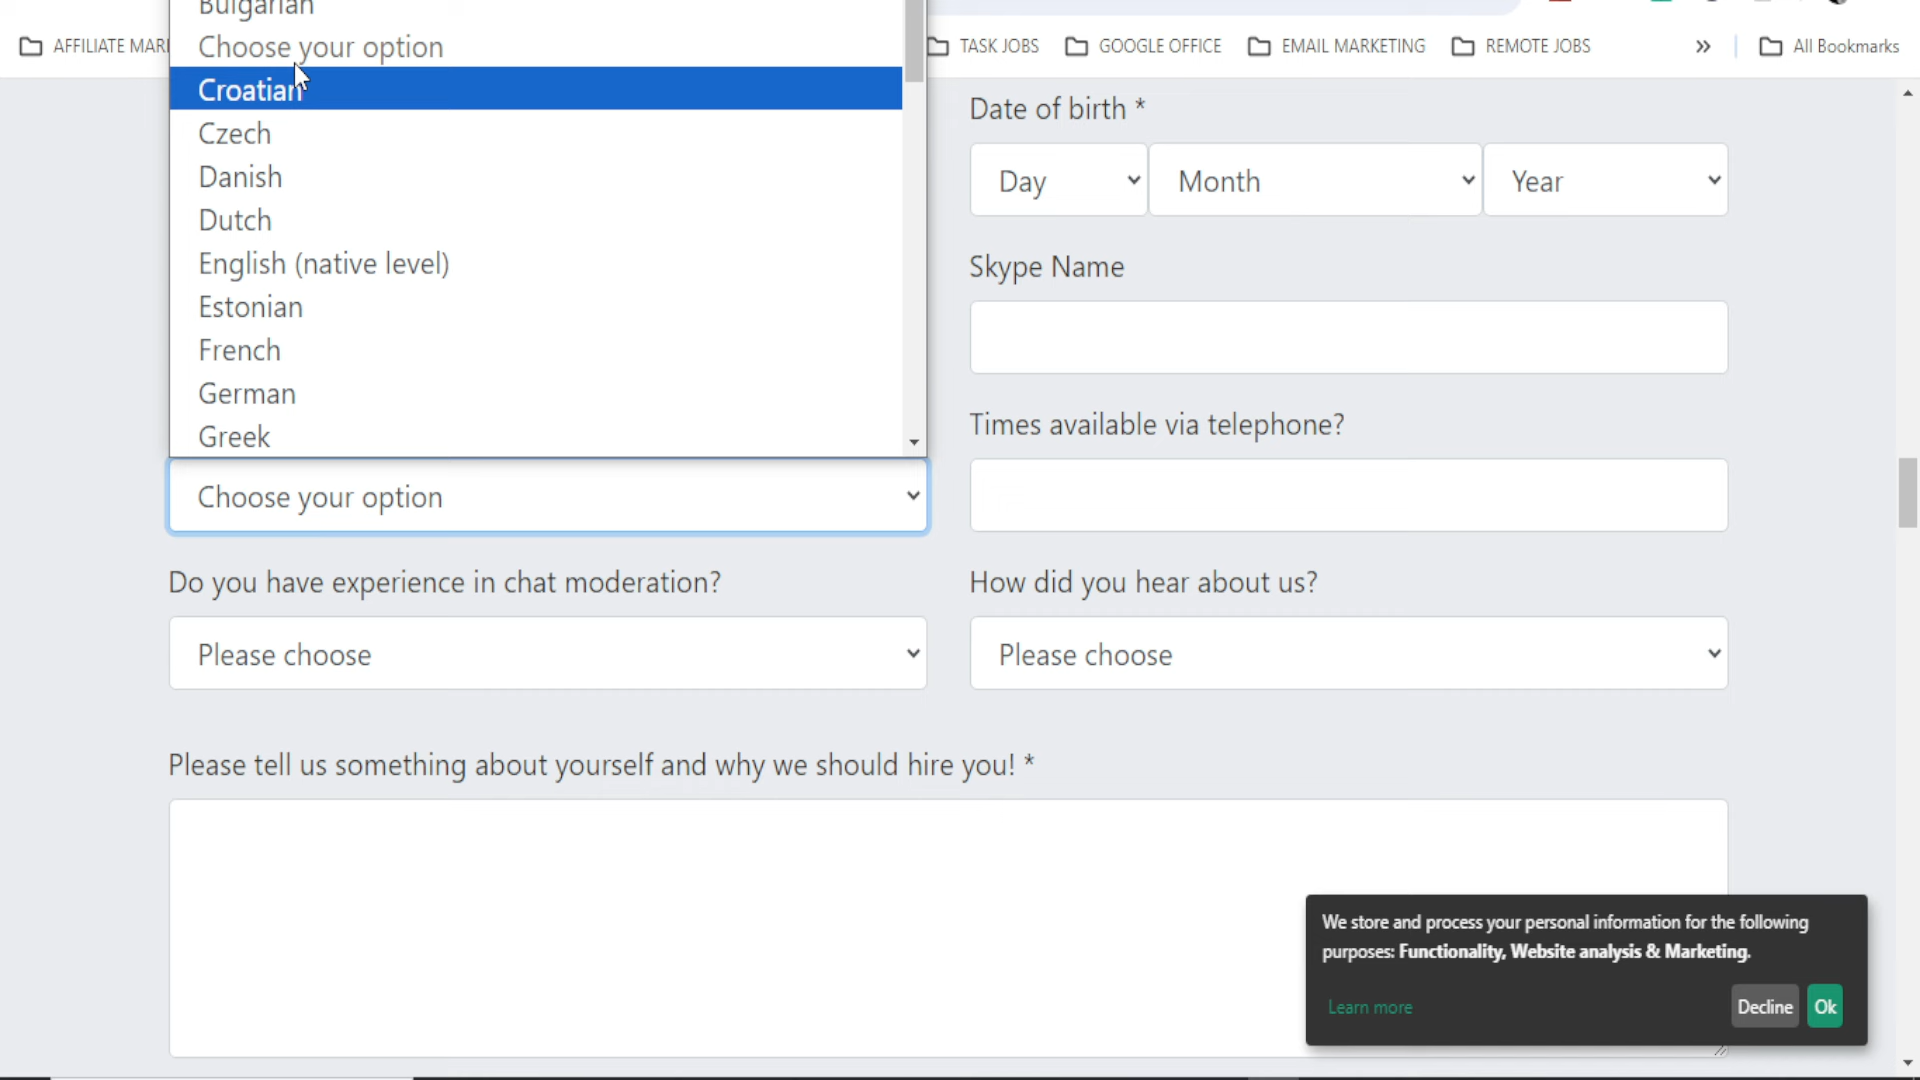 Bulgarian
Choose your option
Croatian
Czech
Danish
Dutch
English (native level)
Estonian
French
German
Greek
Choose your option
AFFILIATE MARK
TASK JOBS
GOOGLE OFFICE
EMAIL MARKETING
REMOTE JOBS
»
All Bookmarks
Date of birth *
Day
Month
Year
Skype Name
Times available via telephone?
Do you have experience in chat moderation?
Please choose
How did you hear about us?
Please choose
Please tell us something about yourself and why we should hire you! *
We store and process your personal information for the following
purposes: Functionality, Website analysis & Marketing.
Learn more
Decline
Ok